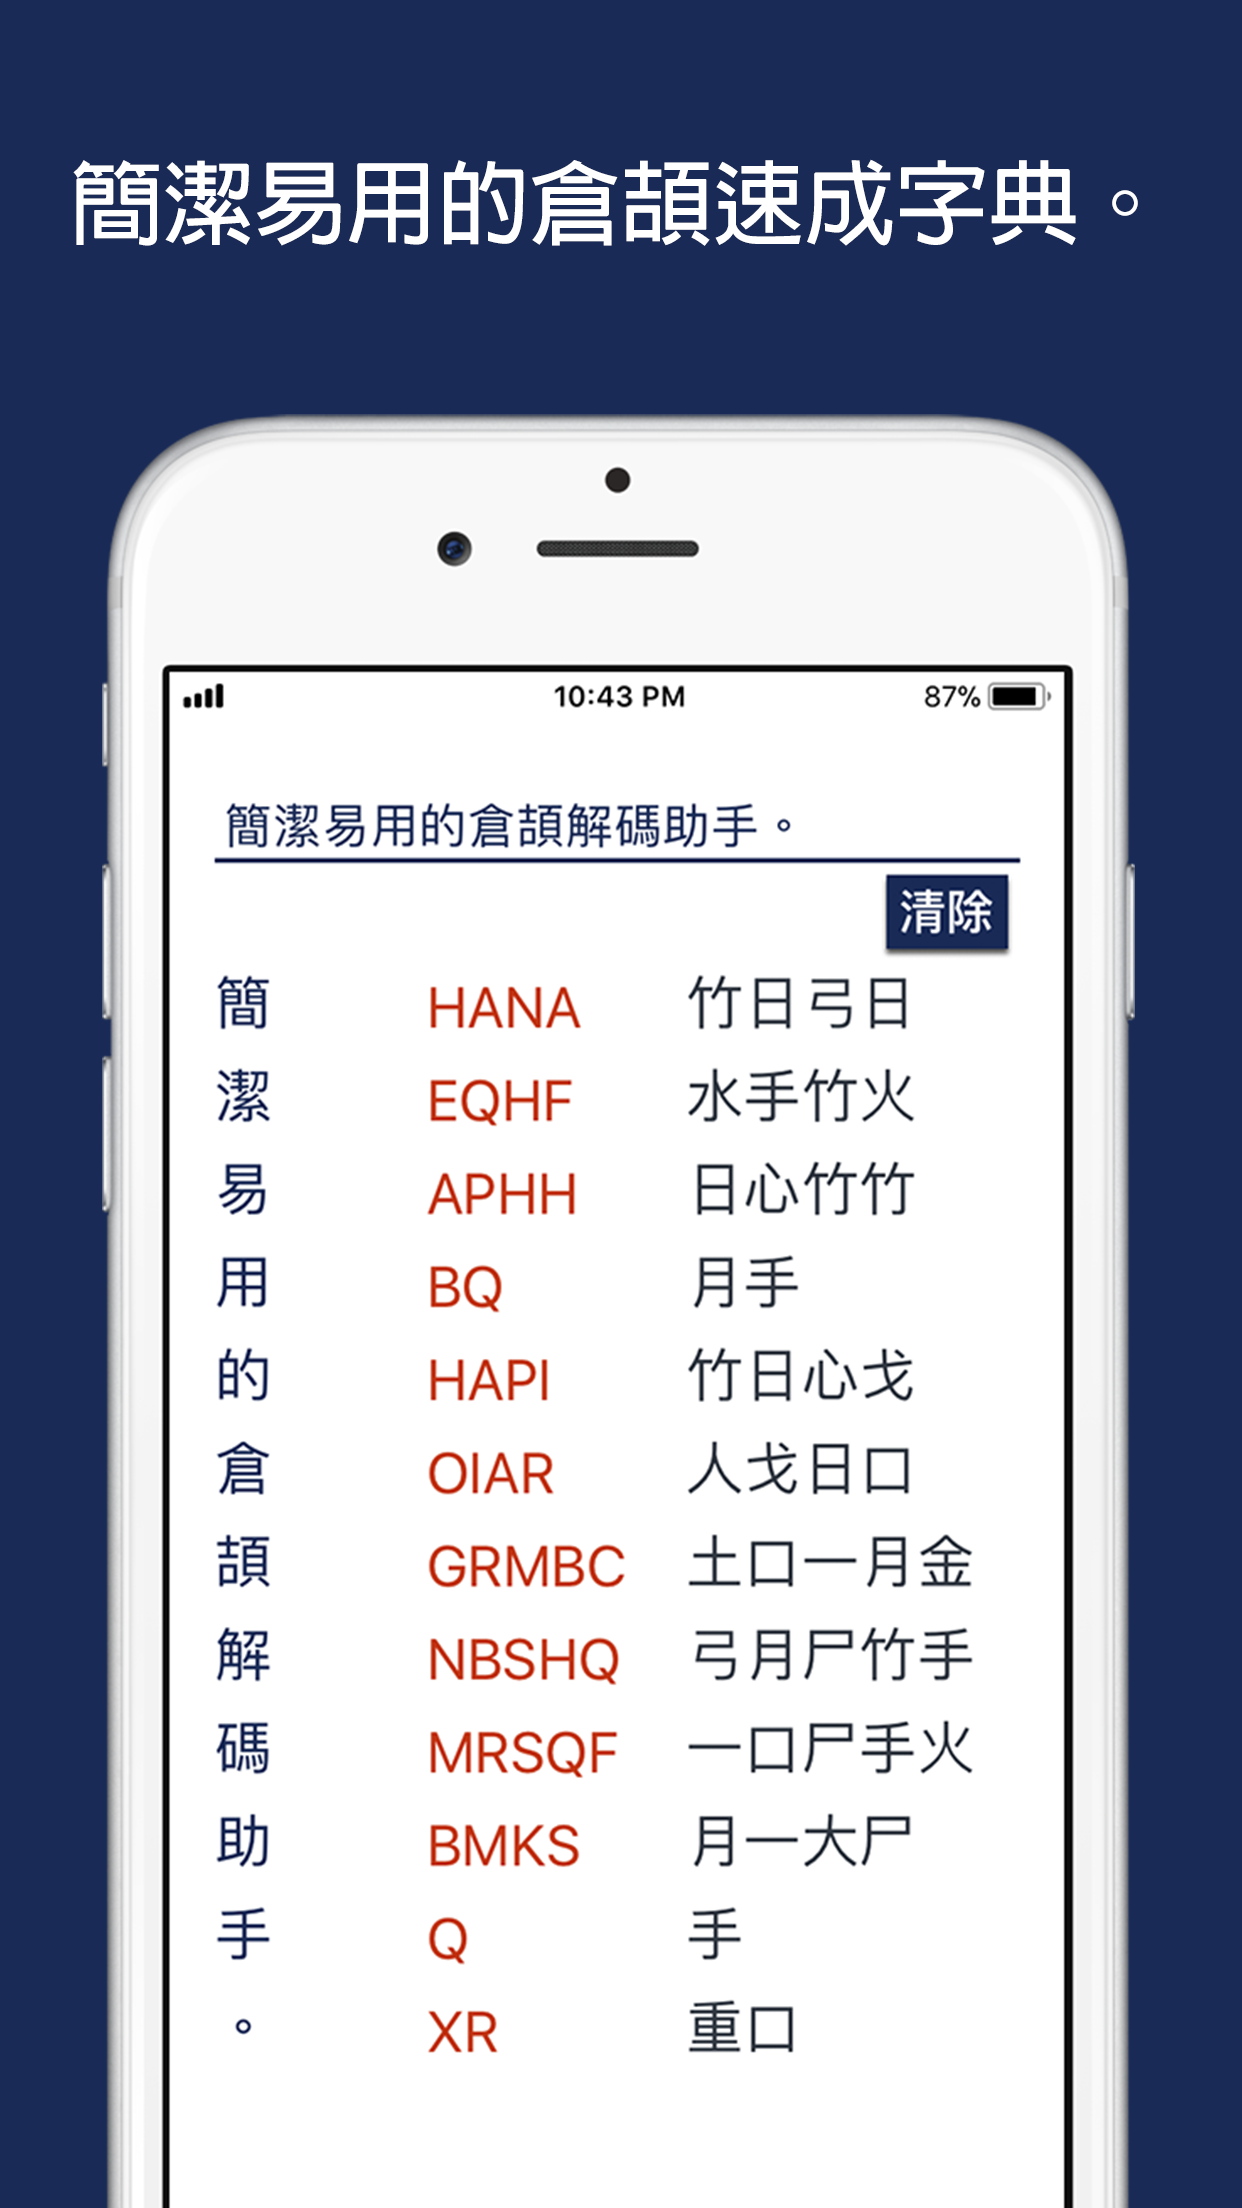 簡潔易用的倉頡速成字典。
10:43 PM 87%
簡潔易用的倉頡解碼助手。
清除
簡 HANA 竹日弓日
潔 EQHF 水手竹火
易 APHH 日心竹竹
用 BQ 月手
的 HAPI 竹日心戈
倉 OIAR 人戈日口
頡 GRMBC 土口一月金
解 NBSHQ 弓月尸竹手
碼 MRSQF 一口尸手火
助 BMKS 月一大尸
手 Q 手
。 XR 重口